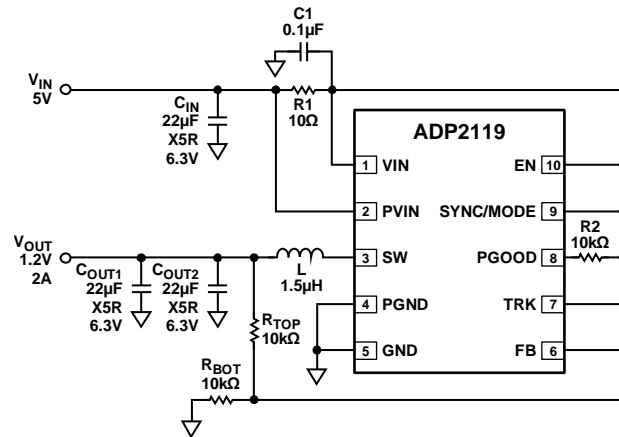 C1
0.1µF
VIN
5V
CIN
22µF
X5R
6.3V
R1
10Ω
ADP2119
1 VIN
EN 10
2 PVIN
SYNC/MODE 9
3 SW
PGOOD 8
R2
10kΩ
4 PGND
TRK 7
5 GND
FB 6
VOUT
1.2V
2A
COUT1
22µF
X5R
6.3V
COUT2
22µF
X5R
6.3V
L
1.5µH
RTOP
10kΩ
RBOT
10kΩ